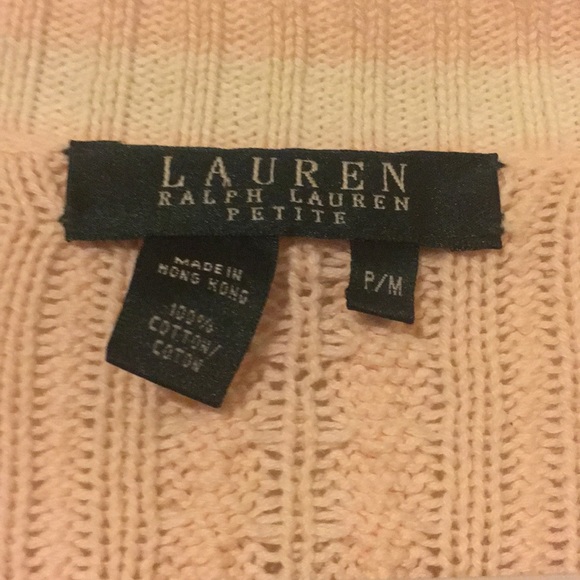 LAUREN
RALPH LAUREN
PETITE
MADE IN
HONG KONG
100%
COTTON/
COTON
P/M